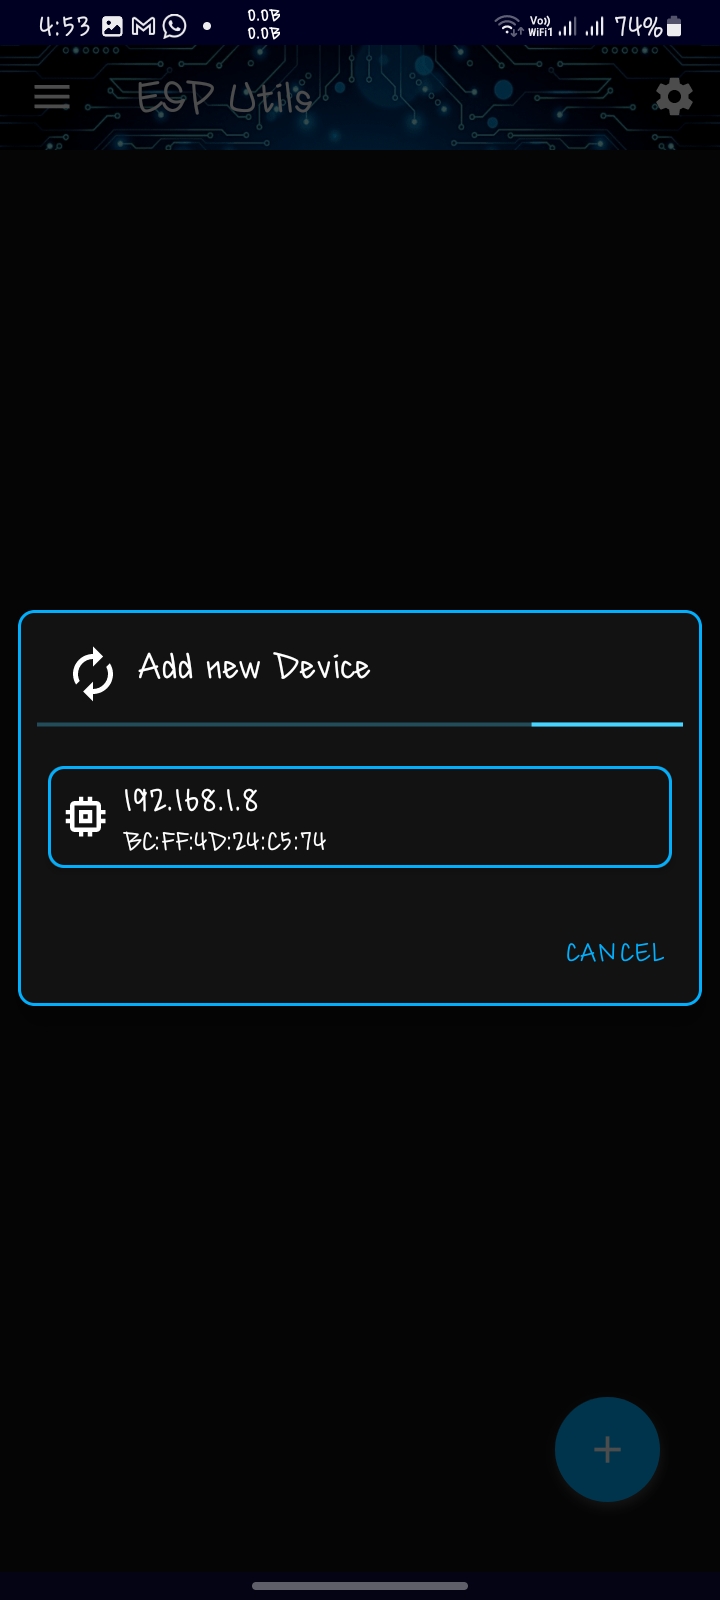 4:53
0.0B
0.0B
Vo))
WiFi1
74%
ESP Utils
Add new Device
192.168.1.8
BC:FF:4D:24:C5:74
CANCEL